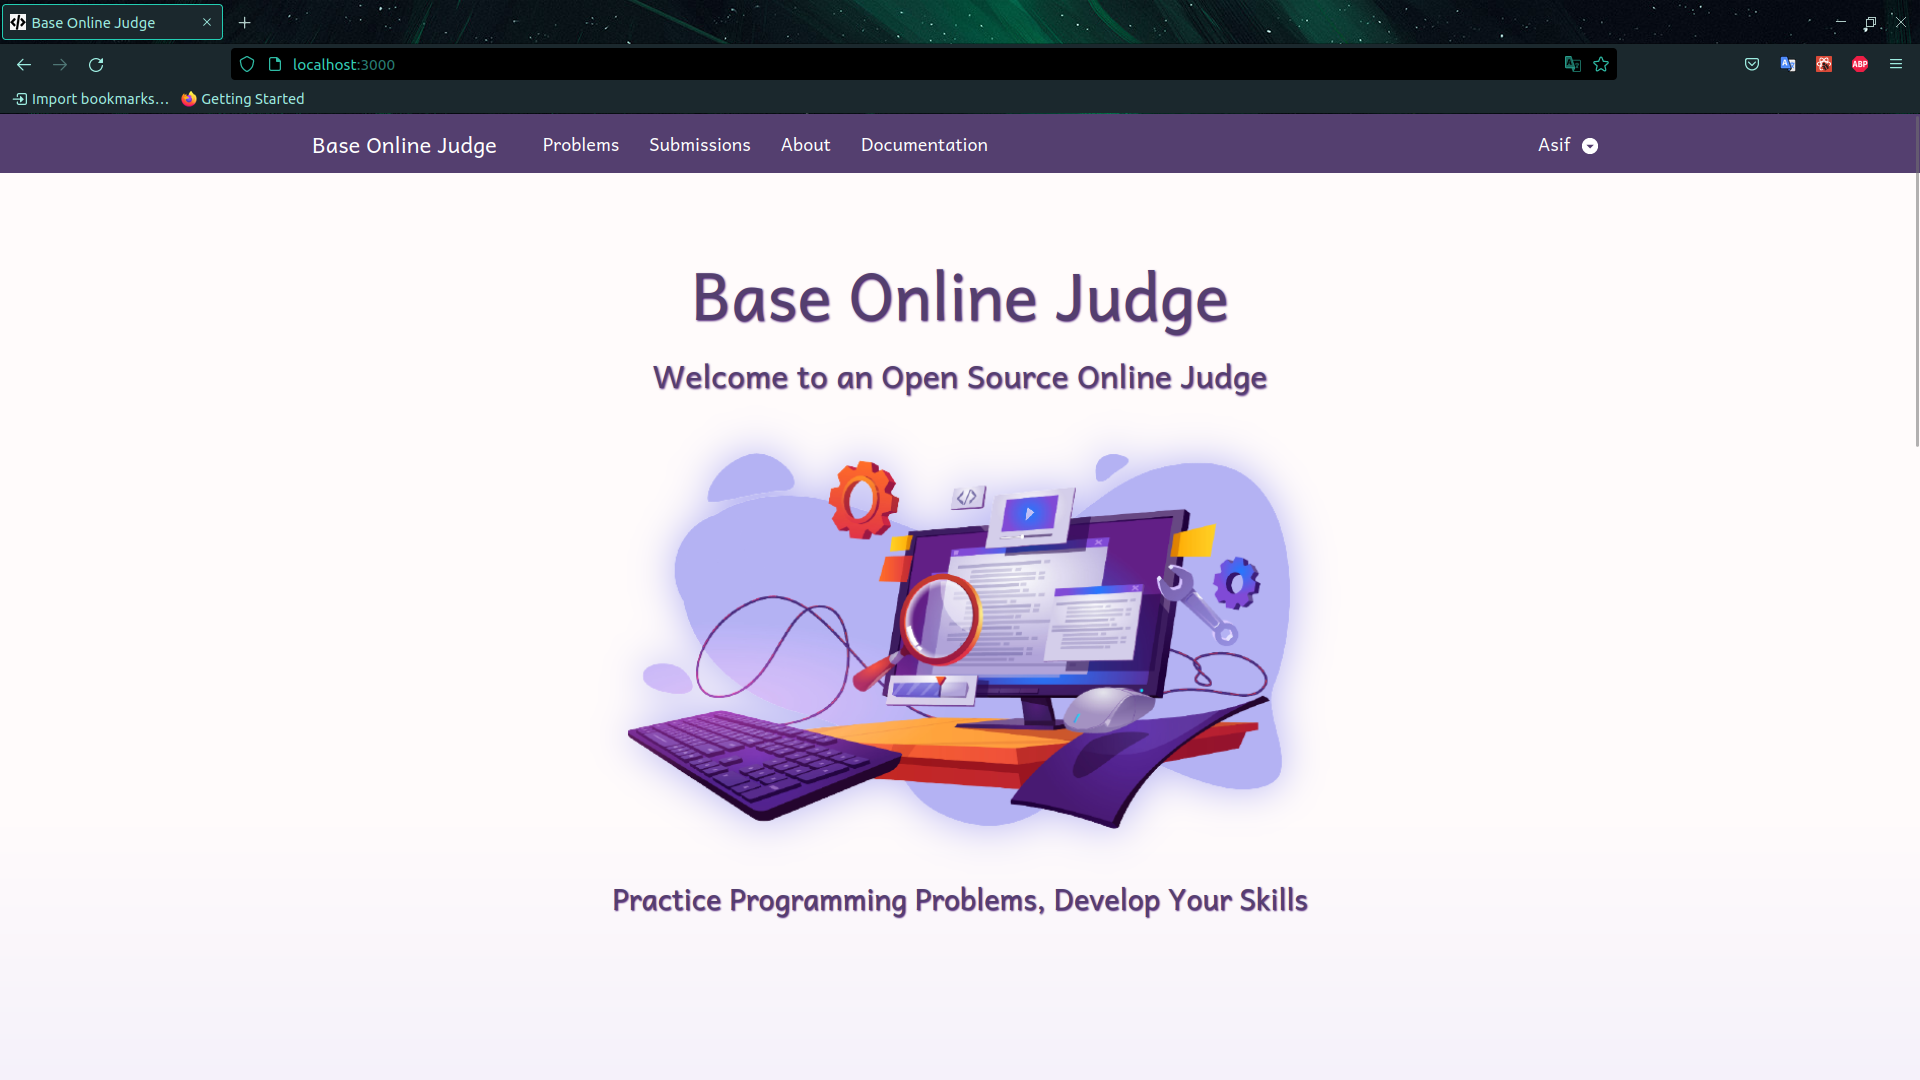 Base Online Judge
localhost:3000
ABP
Import bookmarks... Getting Started
Base Online Judge Problems Submissions About Documentation Asif
Base Online Judge
Welcome to an Open Source Online Judge
</>
Practice Programming Problems, Develop Your Skills